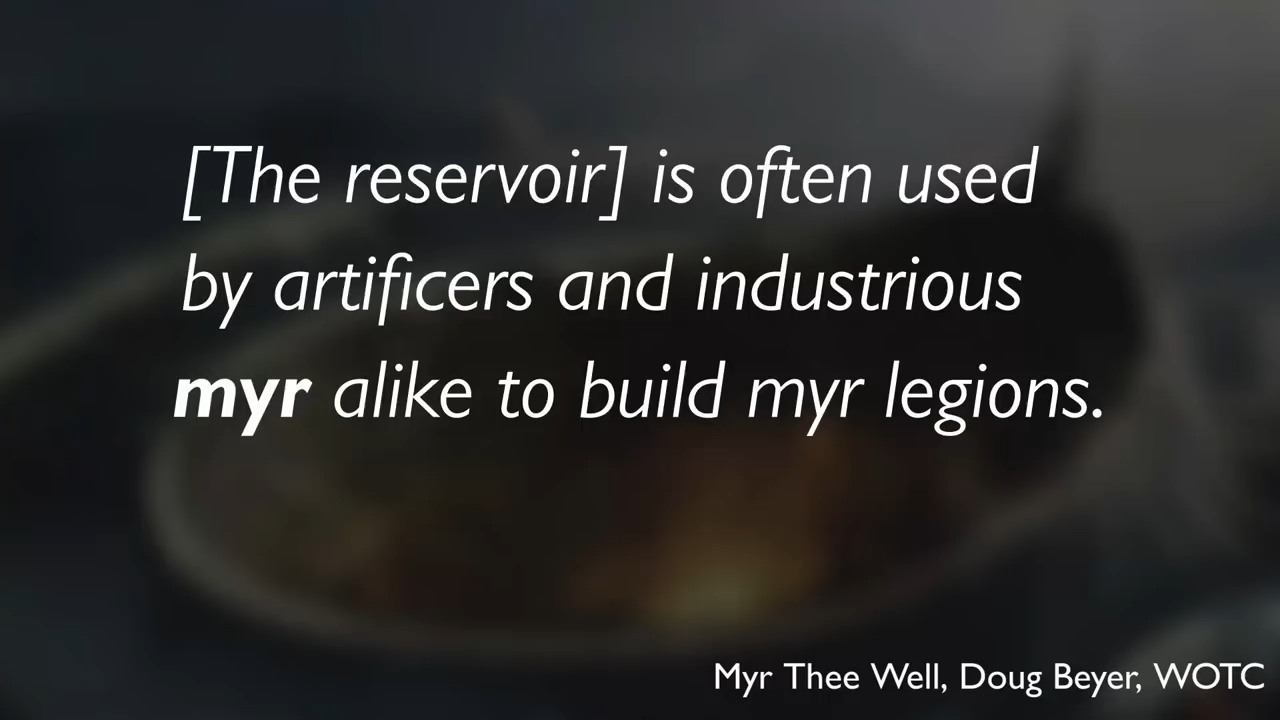 [The reservoir] is often used
by artificers and industrious
myr alike to build myr legions.
Myr Thee Well, Doug Beyer, WOTC